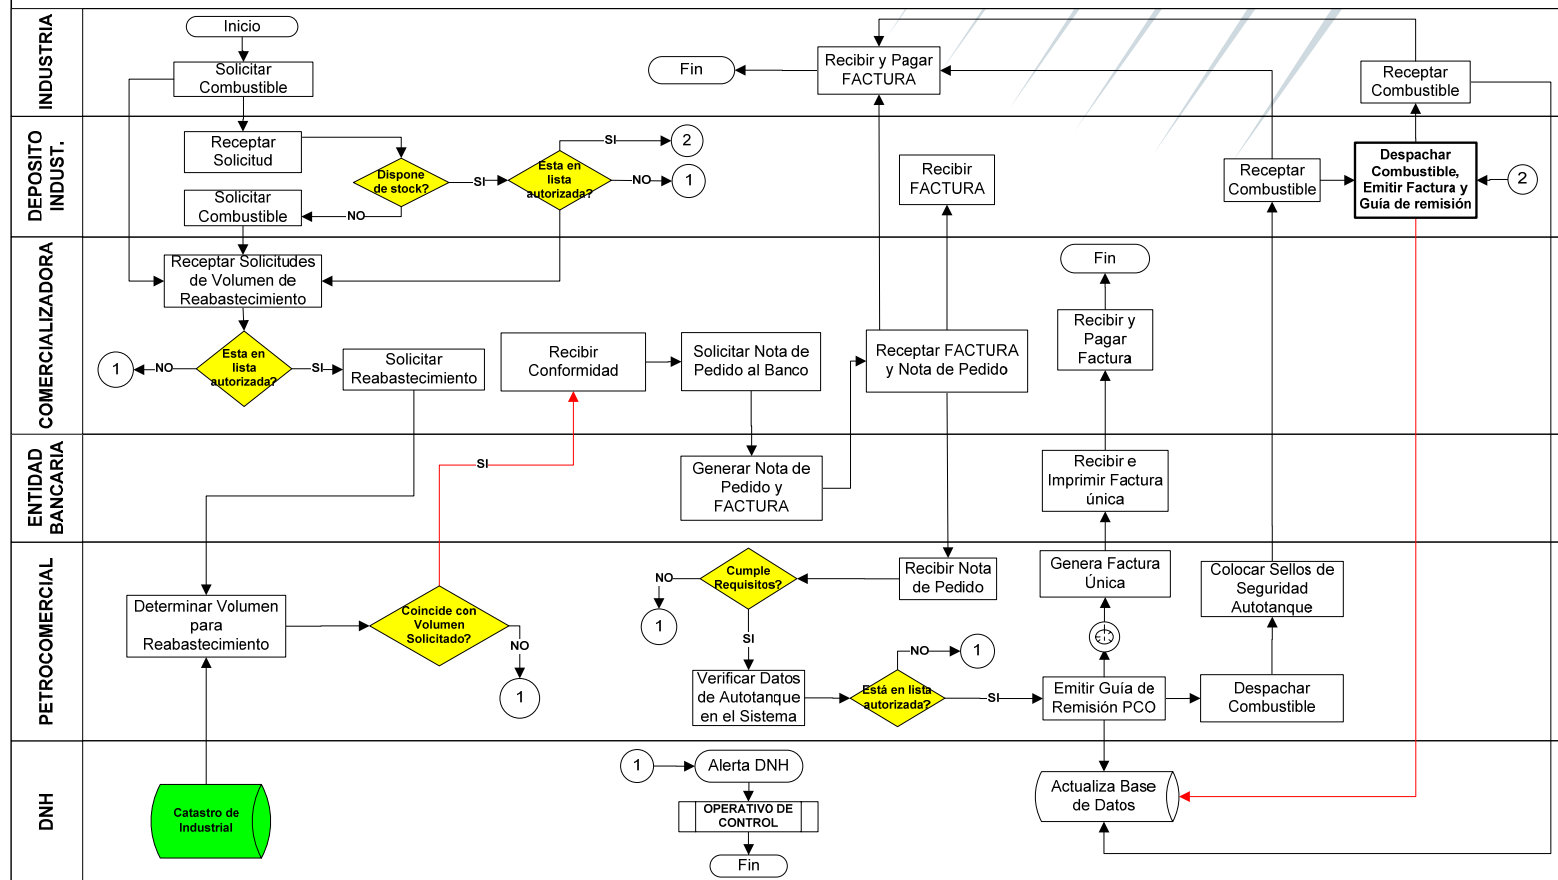 INDUSTRIA
Inicio
Solicitar
Combustible
Fin
Recibir y Pagar
FACTURA
Receptar
Combustible
DEPOSITO
INDUST.
Receptar
Solicitud
Dispone
de stock?
SI
Esta en
lista
autorizada?
SI
2
NO
1
Solicitar
Combustible
NO
Recibir
FACTURA
Receptar
Combustible
Despachar
Combustible,
Emitir Factura y
Guía de remisión
2
COMERCIALIZADORA
Receptar Solicitudes
de Volumen de
Reabastecimiento
1
NO
Esta en
lista
autorizada?
SI
Solicitar
Reabastecimiento
Recibir
Conformidad
Solicitar Nota de
Pedido al Banco
Receptar FACTURA
y Nota de Pedido
Fin
Recibir y
Pagar
Factura
ENTIDAD
BANCARIA
SI
Generar Nota de
Pedido y
FACTURA
Recibir e
Imprimir Factura
única
PETROCOMERCIAL
Determinar Volumen
para
Reabastecimiento
Coincide con
Volumen
Solicitado?
NO
1
NO
1
Cumple
Requisitos?
SI
Recibir Nota
de Pedido
Verificar Datos
de Autotanque
en el Sistema
Está en lista
autorizada?
NO
1
SI
Genera Factura
Única
Emitir Guía de
Remisión PCO
Colocar Sellos de
Seguridad
Autotanque
Despachar
Combustible
DNH
Catastro de
Industrial
1
Alerta DNH
OPERATIVO DE
CONTROL
Fin
Actualiza Base
de Datos